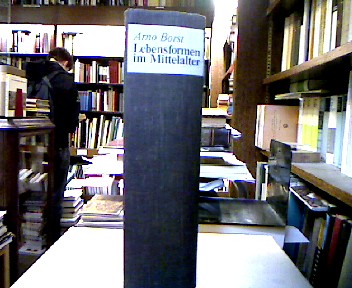 Arno Borst
Lebensformen
im Mittelalter